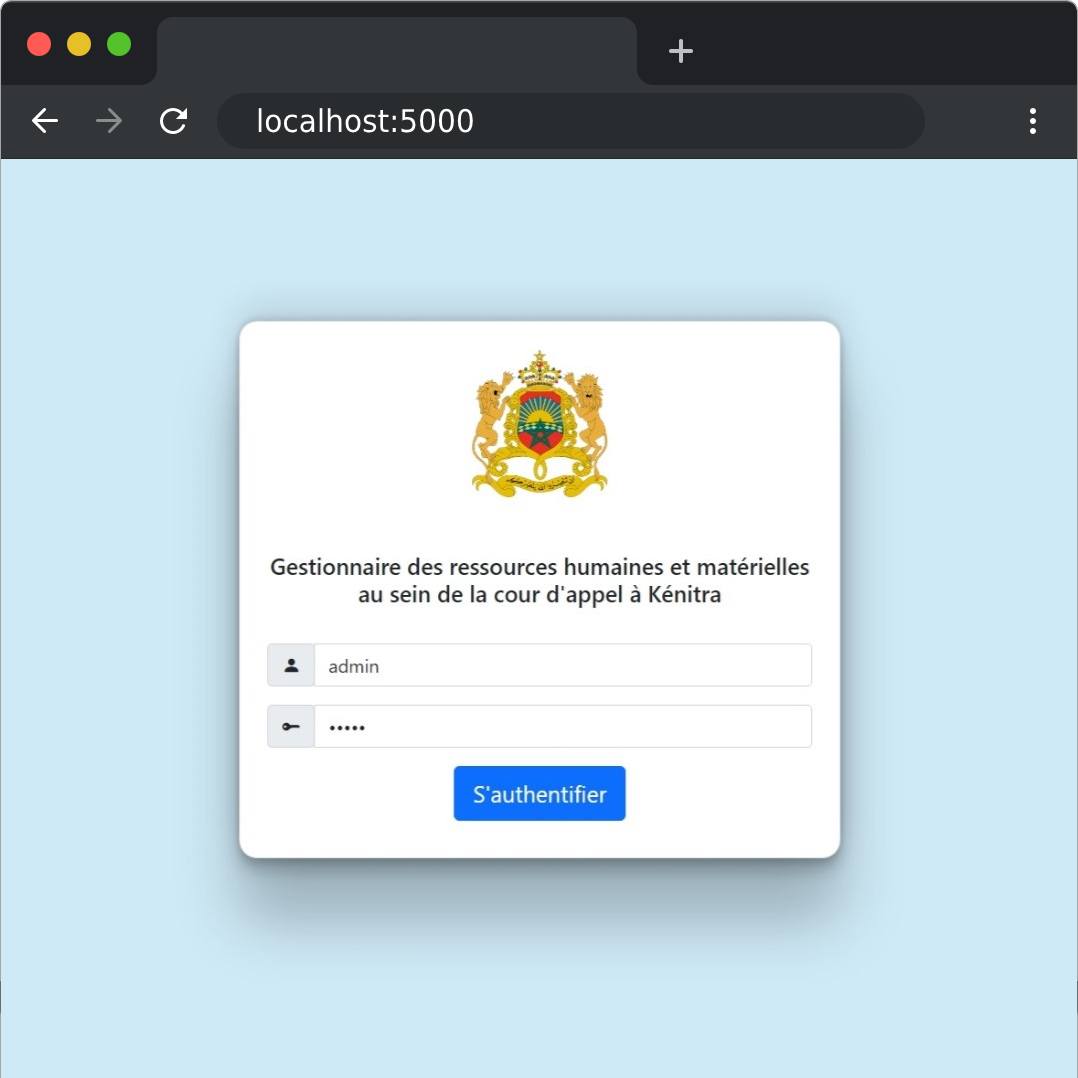 localhost:5000
Gestionnaire des ressources humaines et matérielles
au sein de la cour d'appel à Kénitra
admin
•••••
S'authentifier